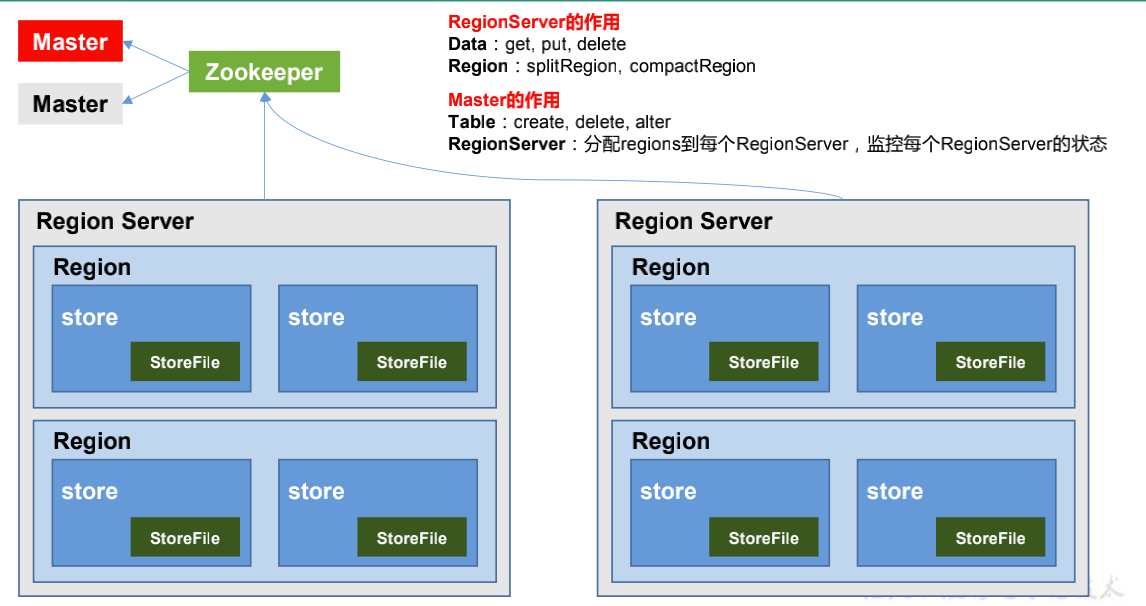 Master
Master
Zookeeper
RegionServer的作用
Data：get, put, delete
Region：splitRegion, compactRegion
Master的作用
Table：create, delete, alter
RegionServer：分配regions到每个RegionServer，监控每个RegionServer的状态
Region Server
Region
store
StoreFile
store
StoreFile
Region
store
StoreFile
store
StoreFile
Region Server
Region
store
StoreFile
store
StoreFile
Region
store
StoreFile
store
StoreFile
技术